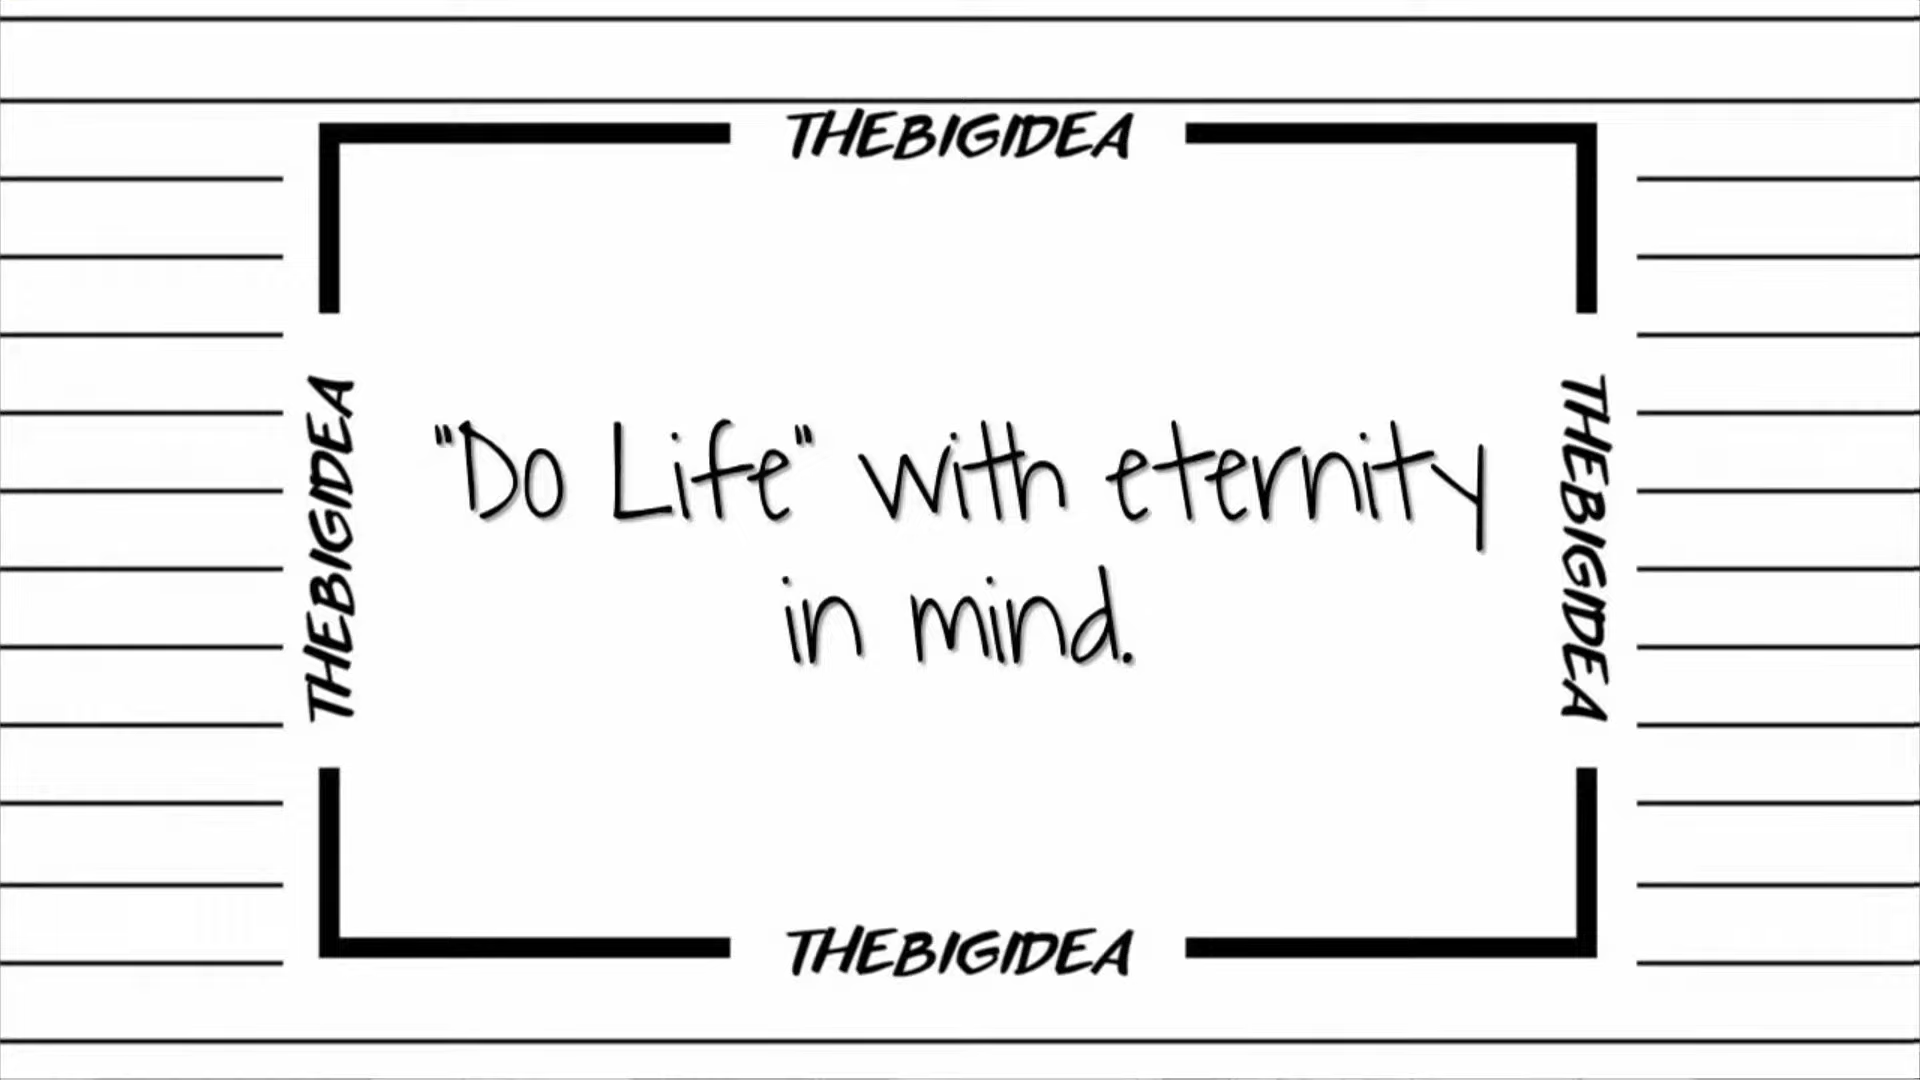 THEBIGIDEA
THEBIGIDEA
"Do Life" with eternity
in mind.
THEBIGIDEA
THEBIGIDEA